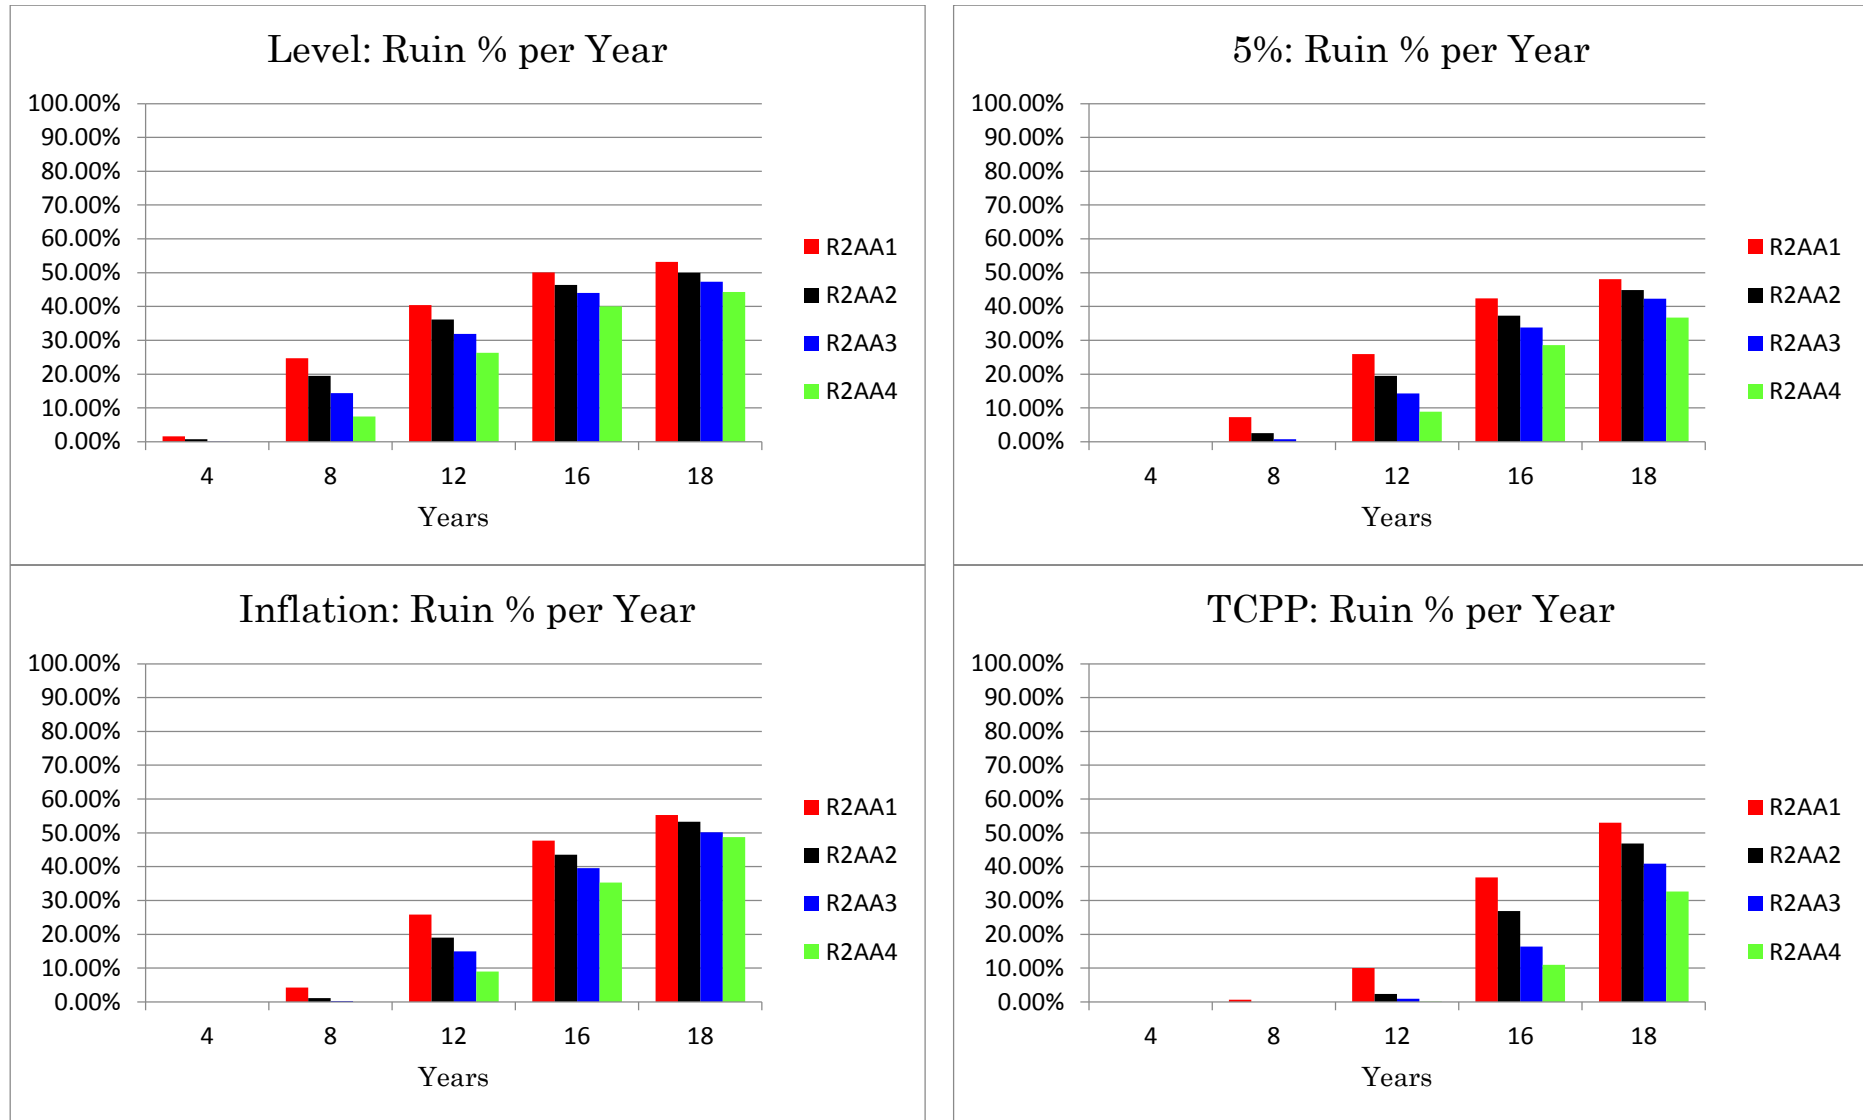 Level: Ruin % per Year
100.00%
90.00%
80.00%
70.00%
60.00%
50.00%
40.00%
30.00%
20.00%
10.00%
0.00%
4 8 12 16 18
Years
R2AA1
R2AA2
R2AA3
R2AA4
5%: Ruin % per Year
100.00%
90.00%
80.00%
70.00%
60.00%
50.00%
40.00%
30.00%
20.00%
10.00%
0.00%
4 8 12 16 18
Years
R2AA1
R2AA2
R2AA3
R2AA4
Inflation: Ruin % per Year
100.00%
90.00%
80.00%
70.00%
60.00%
50.00%
40.00%
30.00%
20.00%
10.00%
0.00%
4 8 12 16 18
Years
R2AA1
R2AA2
R2AA3
R2AA4
TCPP: Ruin % per Year
100.00%
90.00%
80.00%
70.00%
60.00%
50.00%
40.00%
30.00%
20.00%
10.00%
0.00%
4 8 12 16 18
Years
R2AA1
R2AA2
R2AA3
R2AA4